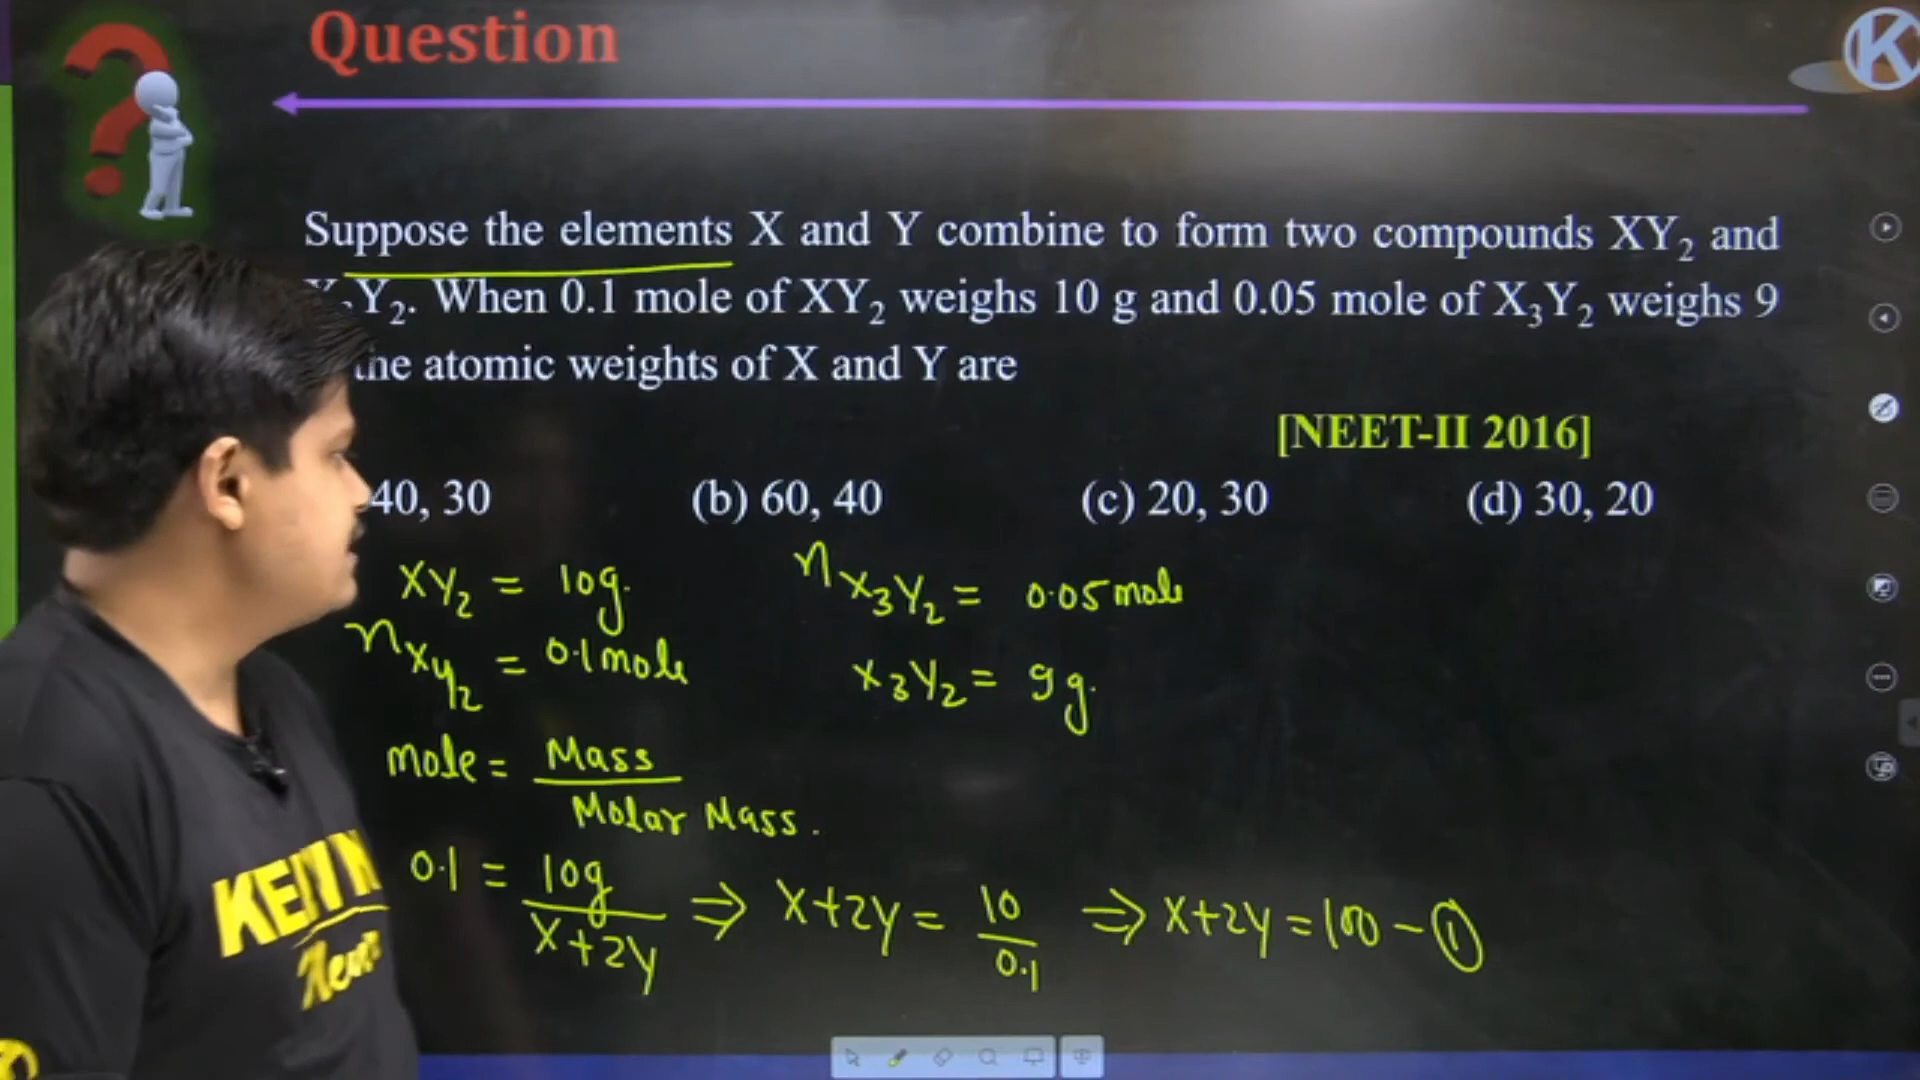 Question
K
Suppose the elements X and Y combine to form two compounds XY₂ and
Y₂. When 0.1 mole of XY₂ weighs 10 g and 0.05 mole of X₃Y₂ weighs 9
the atomic weights of X and Y are
[NEET-II 2016]
40, 30 (b) 60, 40 (c) 20, 30 (d) 30, 20
XY₂ = 10g. n X₃Y₂ = 0.05 mole
n XY₂ = 0.1 mole X₃Y₂ = 9g.
mole = Mass
Molar Mass.
0.1 = 10g ⇒ X+2Y = 10 ⇒ X+2Y = 100 - ①
X+2Y 0.1